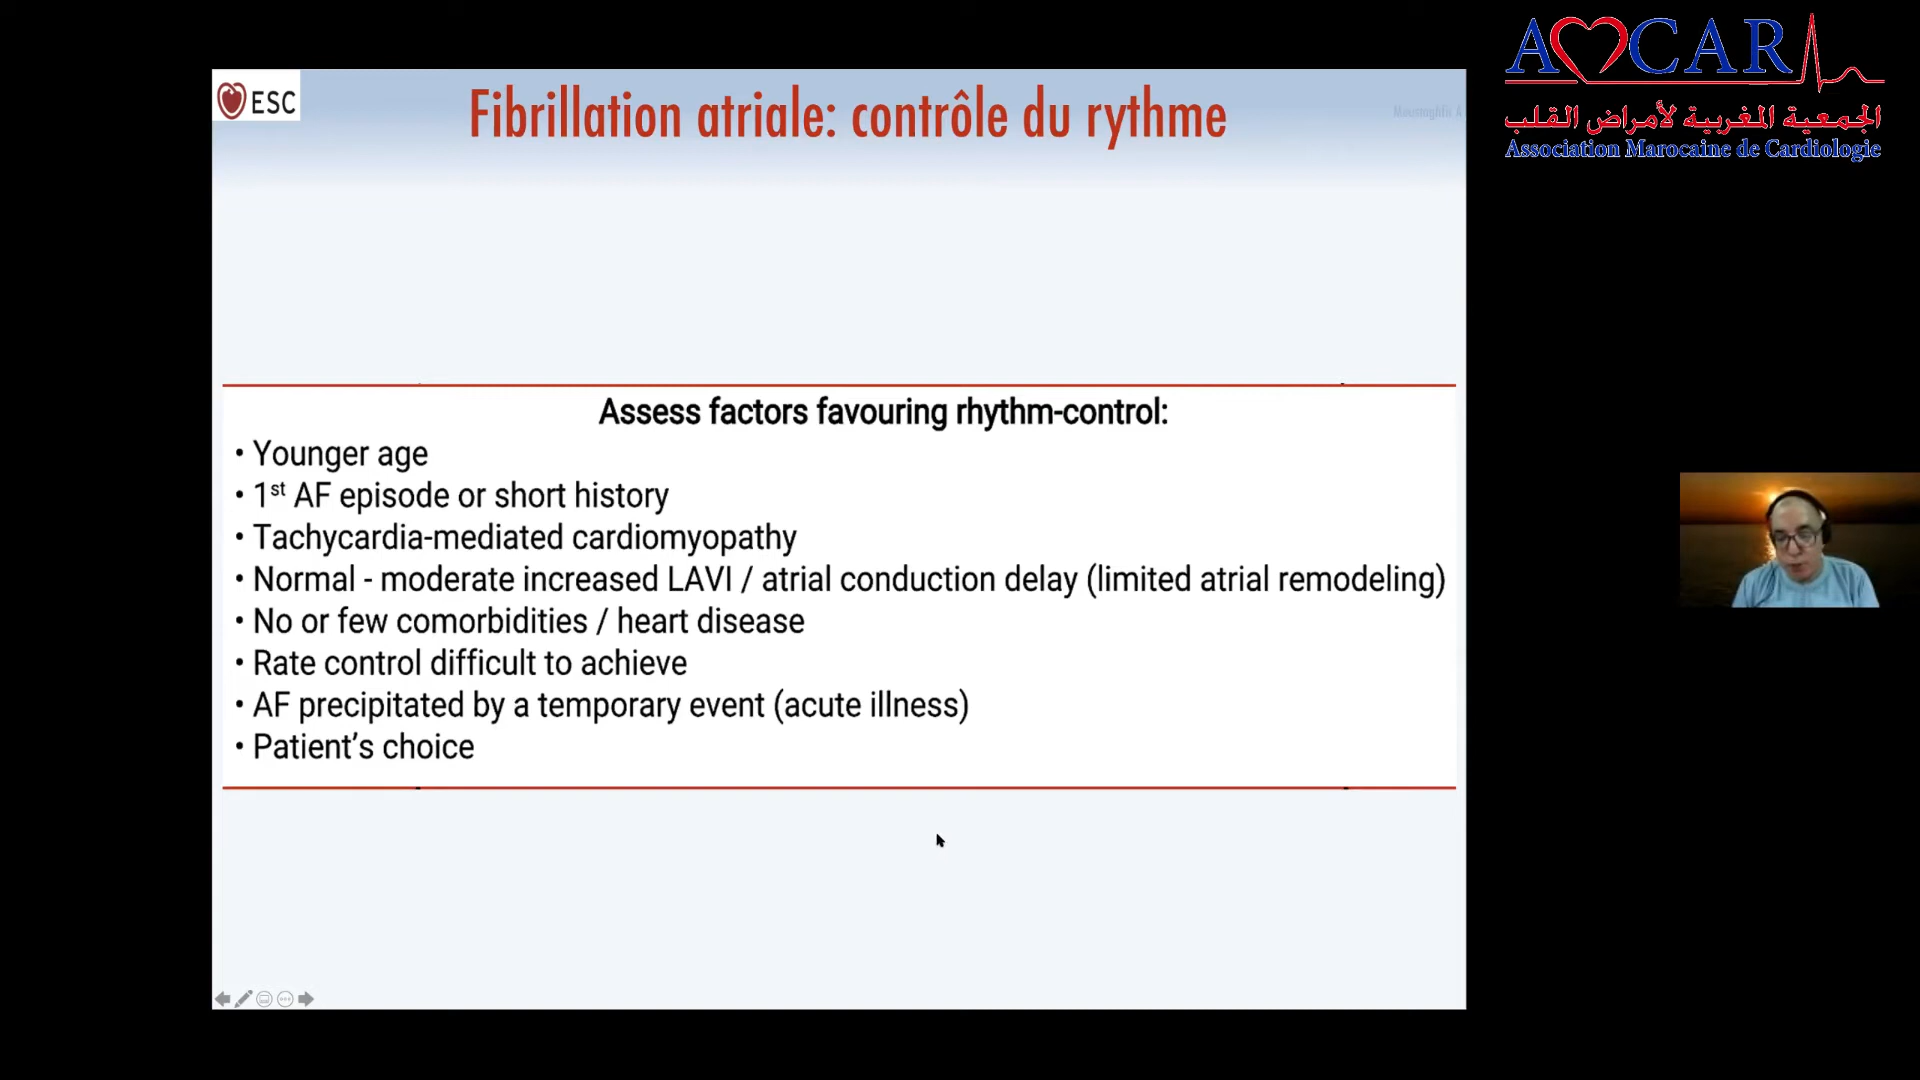 ESC
Fibrillation atriale: contrôle du rythme
Moustaghfir A
Assess factors favouring rhythm-control:
• Younger age
• 1st AF episode or short history
• Tachycardia-mediated cardiomyopathy
• Normal - moderate increased LAVI / atrial conduction delay (limited atrial remodeling)
• No or few comorbidities / heart disease
• Rate control difficult to achieve
• AF precipitated by a temporary event (acute illness)
• Patient’s choice
AMCAR
الجمعية المغربية لأمراض القلب
Association Marocaine de Cardiologie